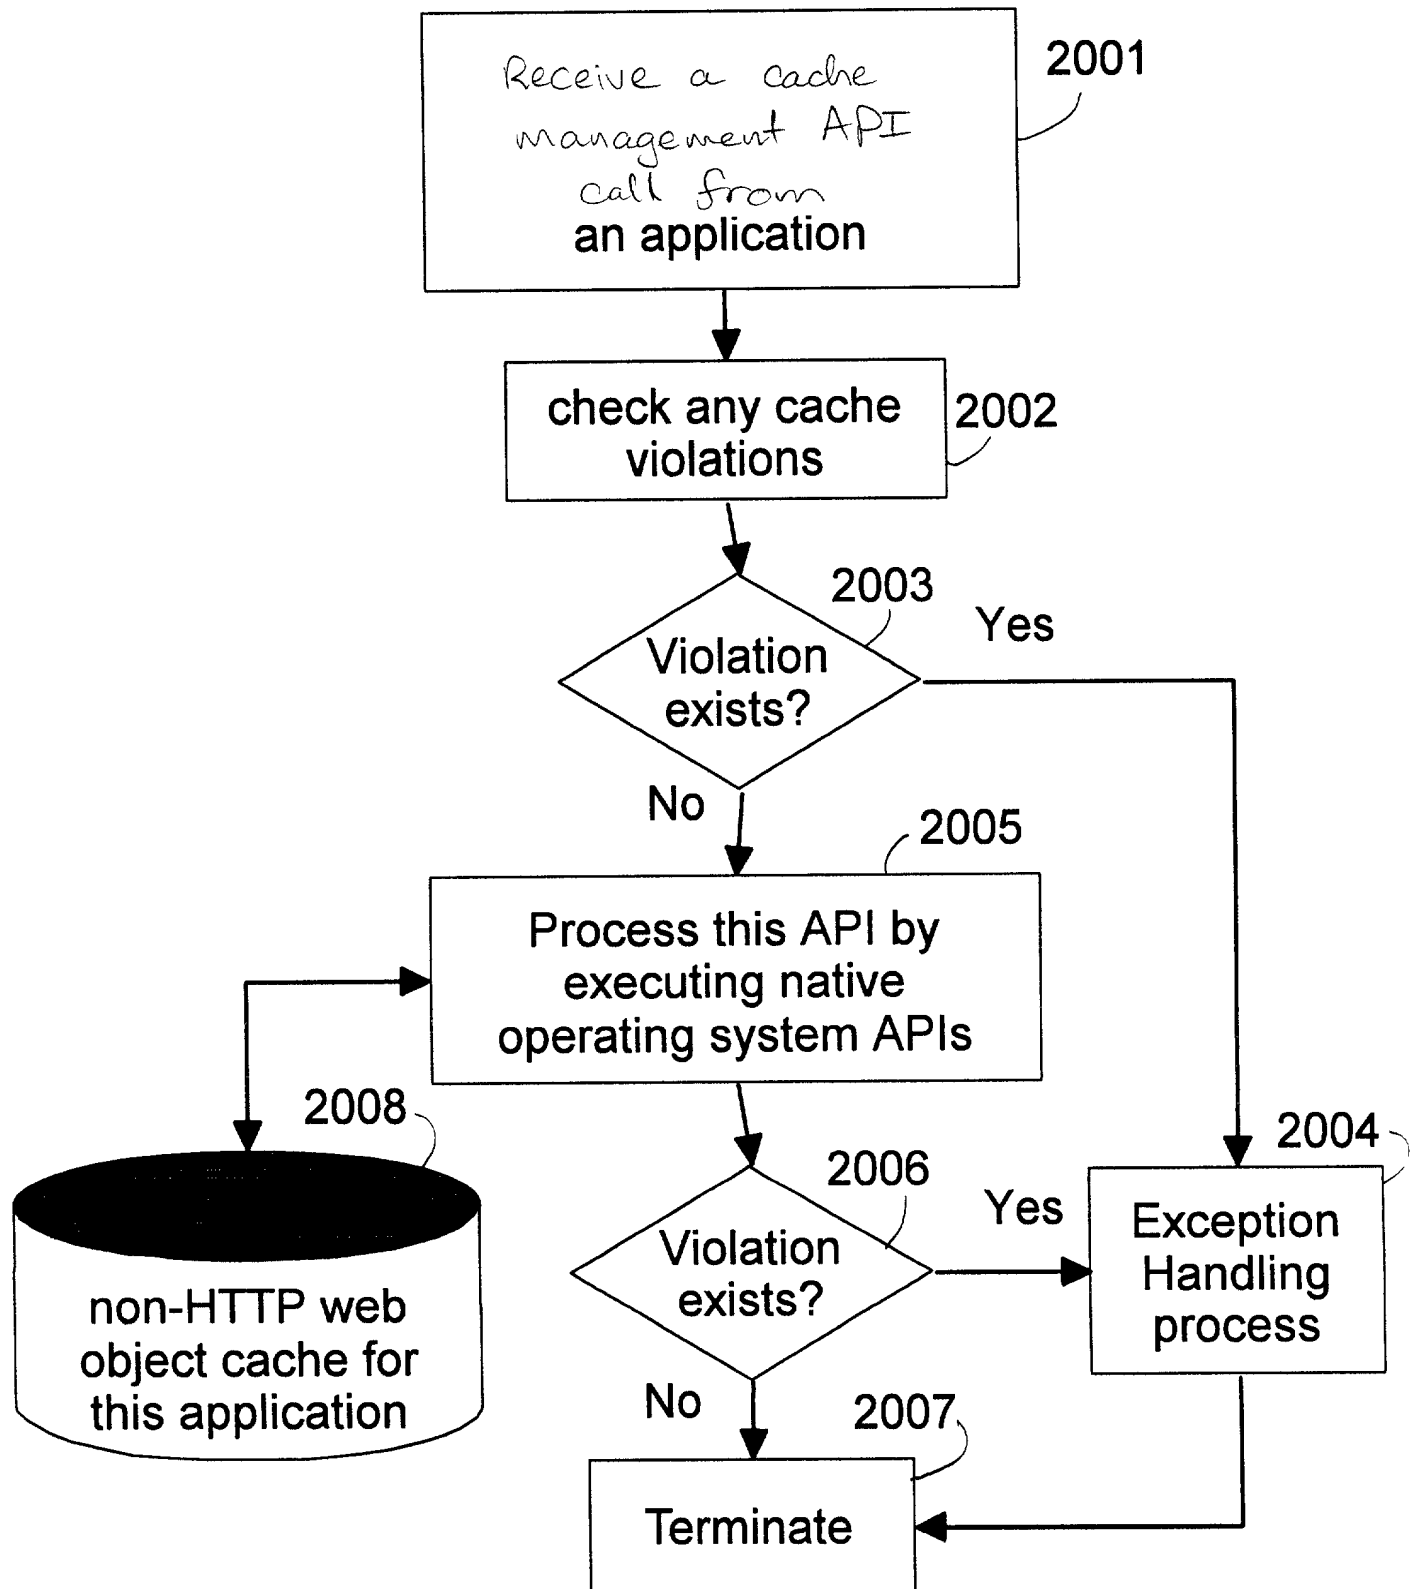 Receive a cache
management API
call from
an application
2001
check any cache
violations
2002
Violation
exists?
2003
Yes
No
2005
Process this API by
executing native
operating system APIs
2008
non-HTTP web
object cache for
this application
Violation
exists?
2006
Yes
2004
Exception
Handling
process
No
2007
Terminate